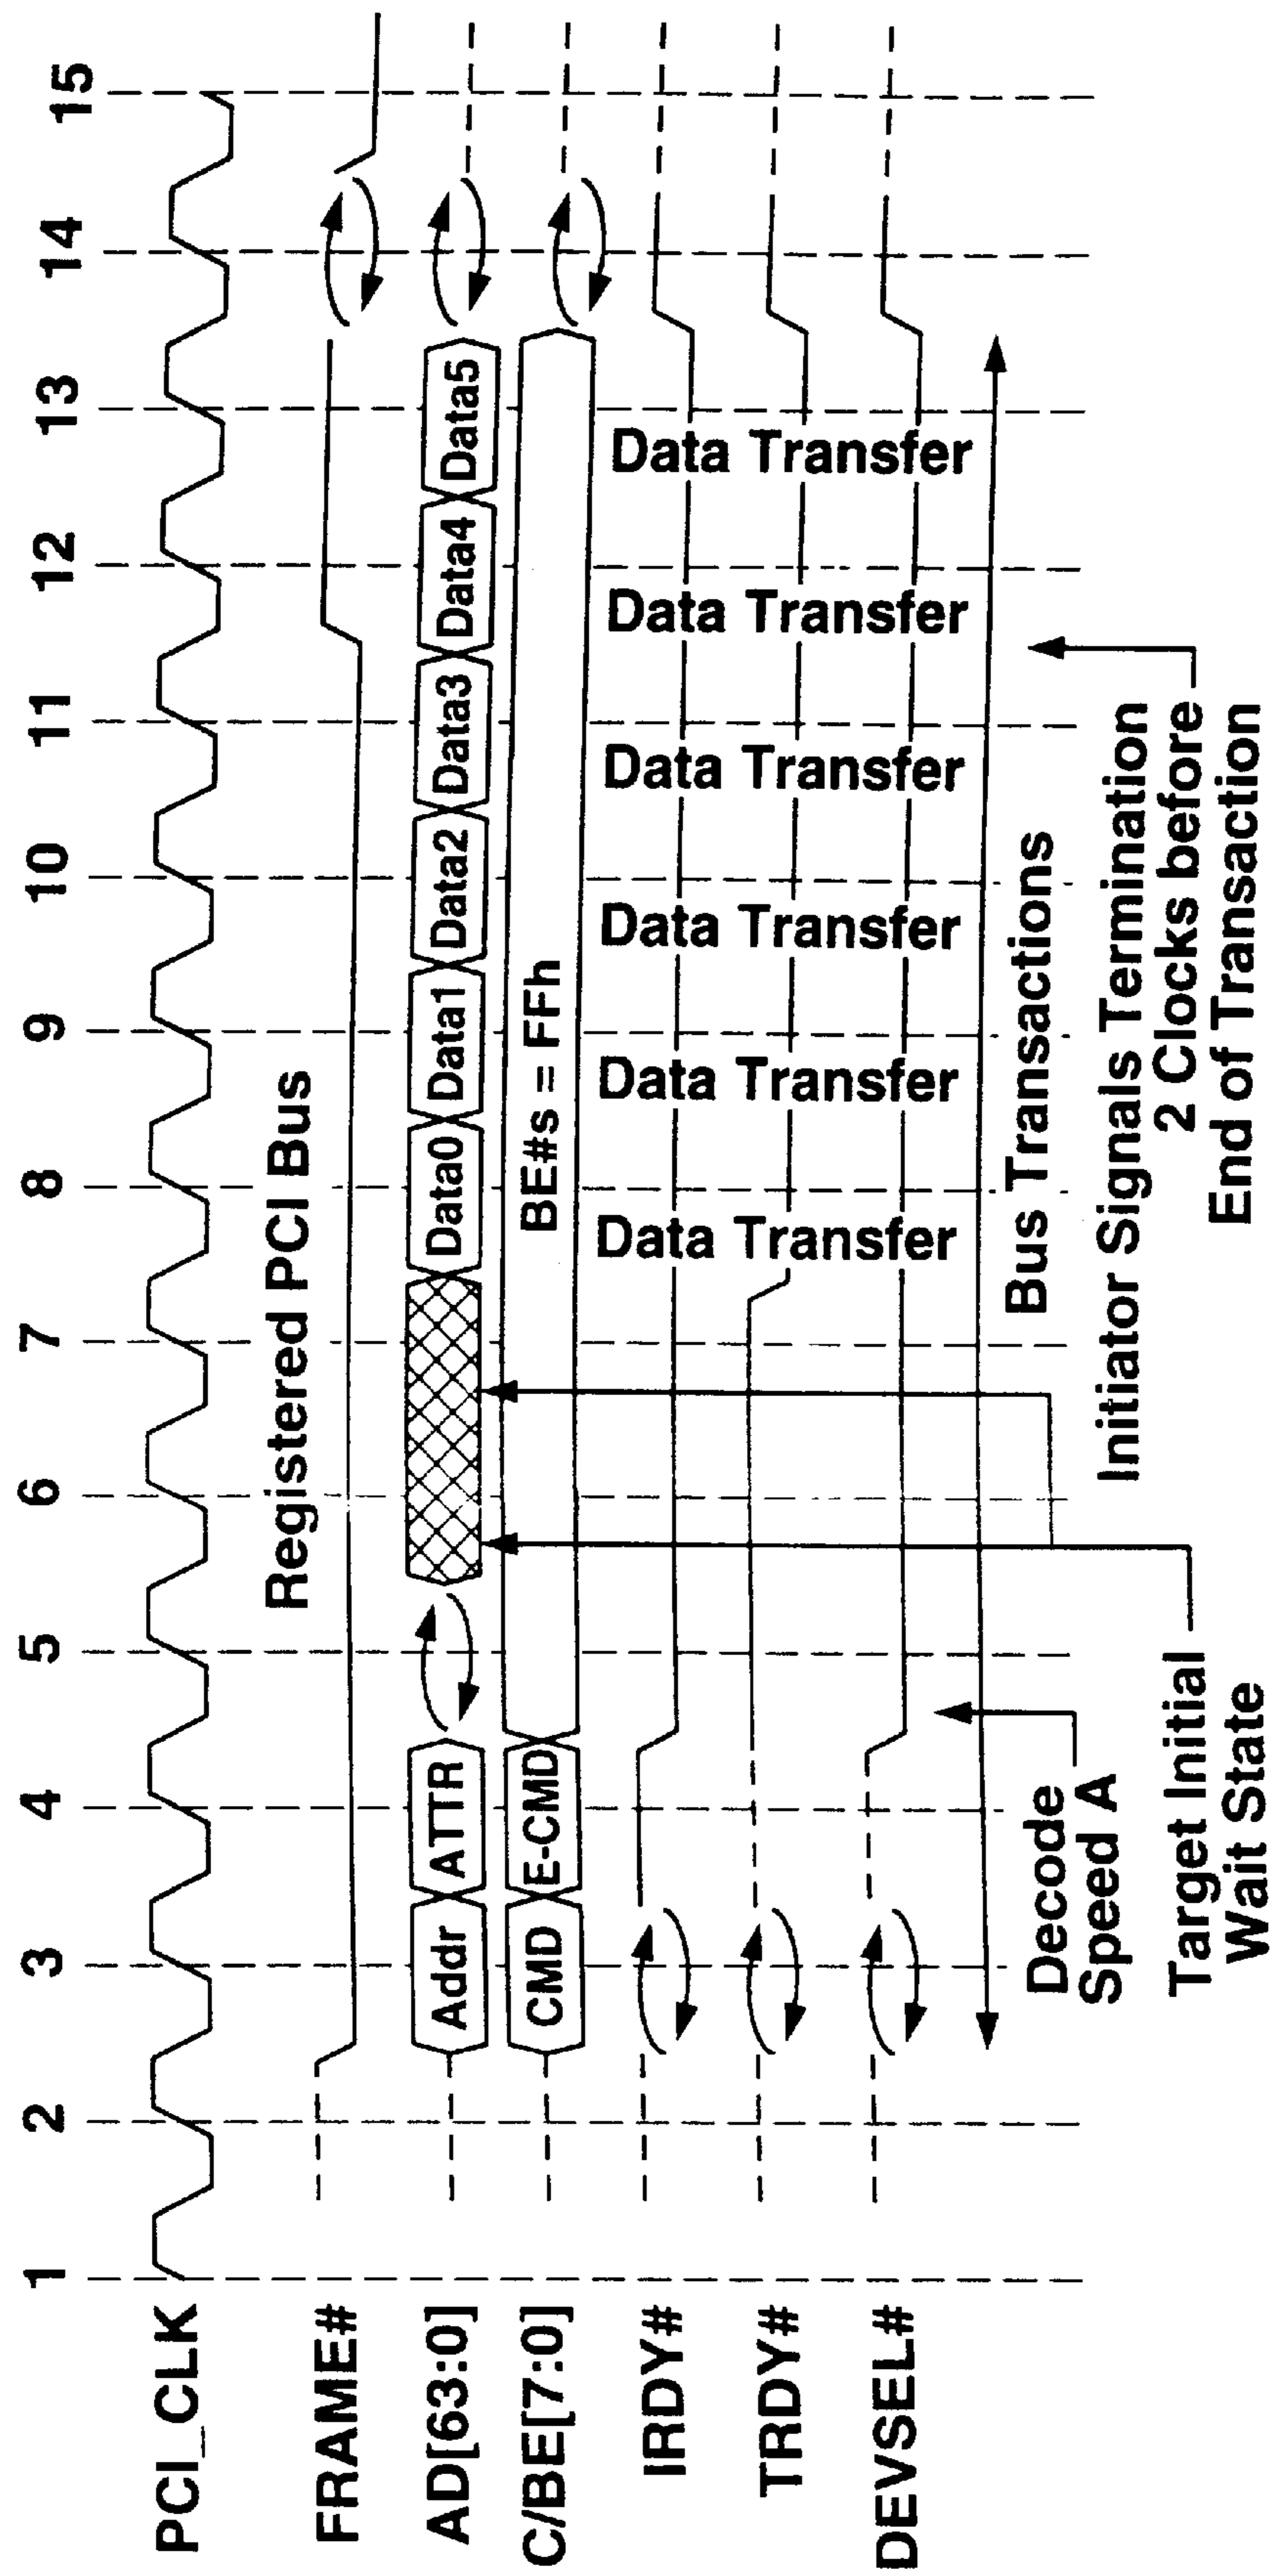 1 2 3 4 5 6 7 8 9 10 11 12 13 14 15
PCI_CLK
Registered PCI Bus
FRAME#
AD[63:0] Addr ATTR Data0 Data1 Data2 Data3 Data4 Data5
C/BE[7:0] CMD E-CMD BE#s = FFh
IRDY#
TRDY#
DEVSEL#
Data Transfer
Data Transfer
Data Transfer
Data Transfer
Data Transfer
Data Transfer
Bus Transactions
Decode
Speed A
Target Initial
Wait State
Initiator Signals Termination
2 Clocks before
End of Transaction